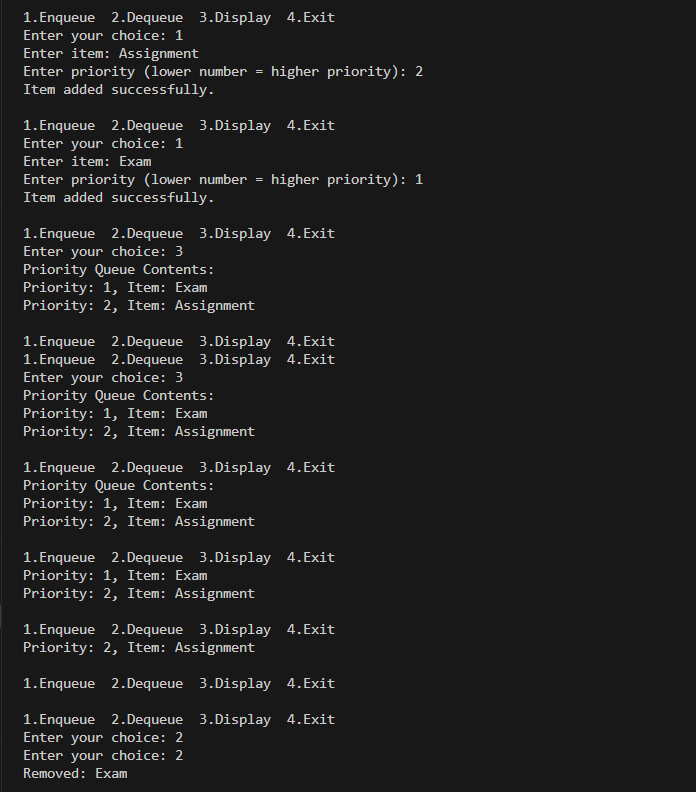 1.Enqueue  2.Dequeue  3.Display  4.Exit
Enter your choice: 1
Enter item: Assignment
Enter priority (lower number = higher priority): 2
Item added successfully.

1.Enqueue  2.Dequeue  3.Display  4.Exit
Enter your choice: 1
Enter item: Exam
Enter priority (lower number = higher priority): 1
Item added successfully.

1.Enqueue  2.Dequeue  3.Display  4.Exit
Enter your choice: 3
Priority Queue Contents:
Priority: 1, Item: Exam
Priority: 2, Item: Assignment

1.Enqueue  2.Dequeue  3.Display  4.Exit
1.Enqueue  2.Dequeue  3.Display  4.Exit
Enter your choice: 3
Priority Queue Contents:
Priority: 1, Item: Exam
Priority: 2, Item: Assignment

1.Enqueue  2.Dequeue  3.Display  4.Exit
Priority Queue Contents:
Priority: 1, Item: Exam
Priority: 2, Item: Assignment

1.Enqueue  2.Dequeue  3.Display  4.Exit
Priority: 1, Item: Exam
Priority: 2, Item: Assignment

1.Enqueue  2.Dequeue  3.Display  4.Exit
Priority: 2, Item: Assignment

1.Enqueue  2.Dequeue  3.Display  4.Exit

1.Enqueue  2.Dequeue  3.Display  4.Exit
Enter your choice: 2
Enter your choice: 2
Removed: Exam